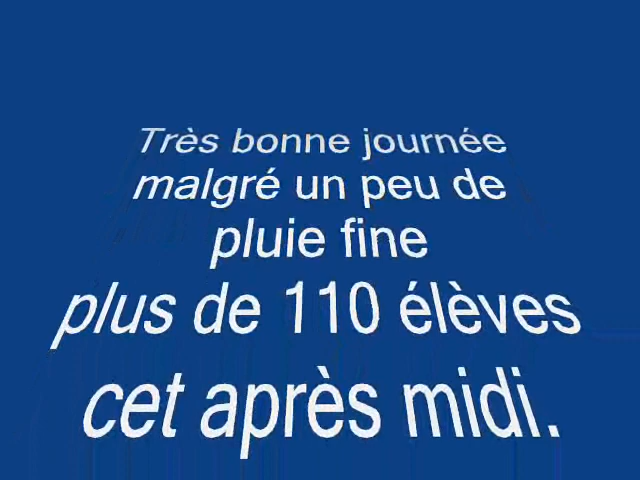 Très bonne journée
malgré un peu de
pluie fine
plus de 110 élèves
cet après midi.